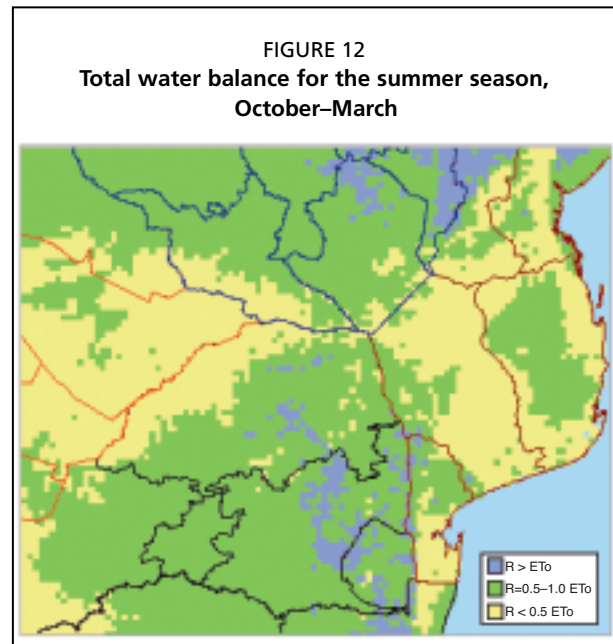 FIGURE 12
Total water balance for the summer season,
October–March
R > ETo
R=0.5–1.0 ETo
R < 0.5 ETo